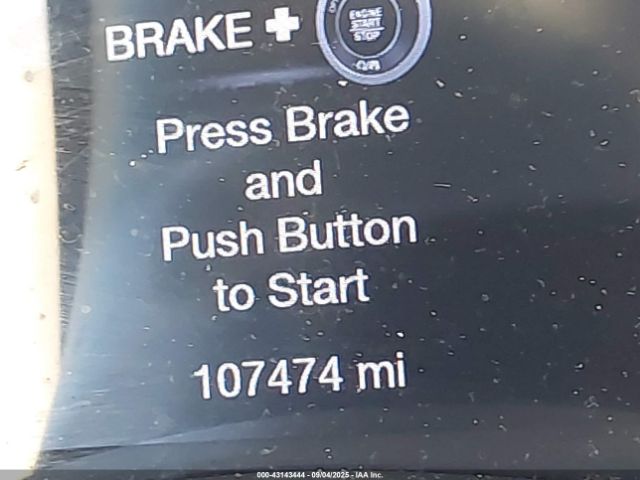 BRAKE +
ENGINE
START
STOP
Press Brake
and
Push Button
to Start
107474 mi
000-43143444 - 09/04/2025 - IAA Inc.